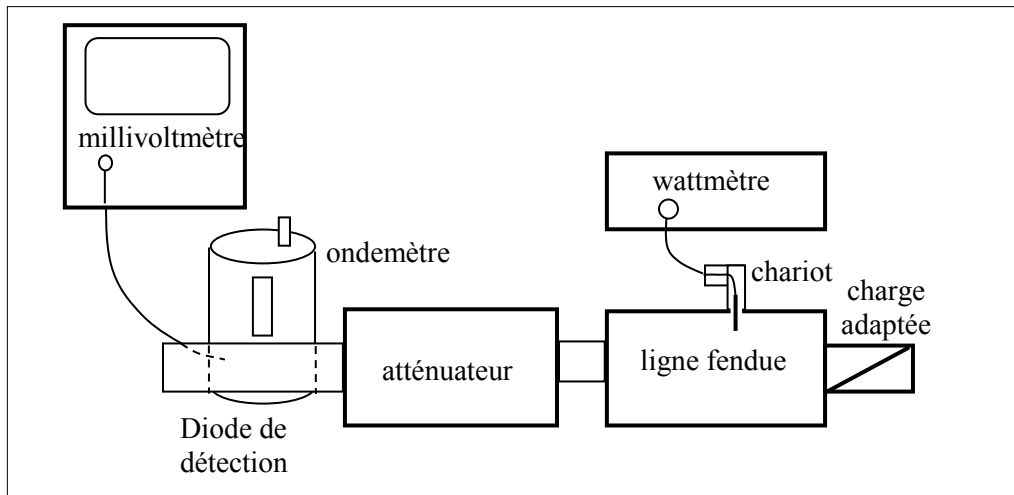 millivoltmètre
wattmètre
ondemètre
chariot
charge
adaptée
atténuateur
ligne fendue
Diode de
détection